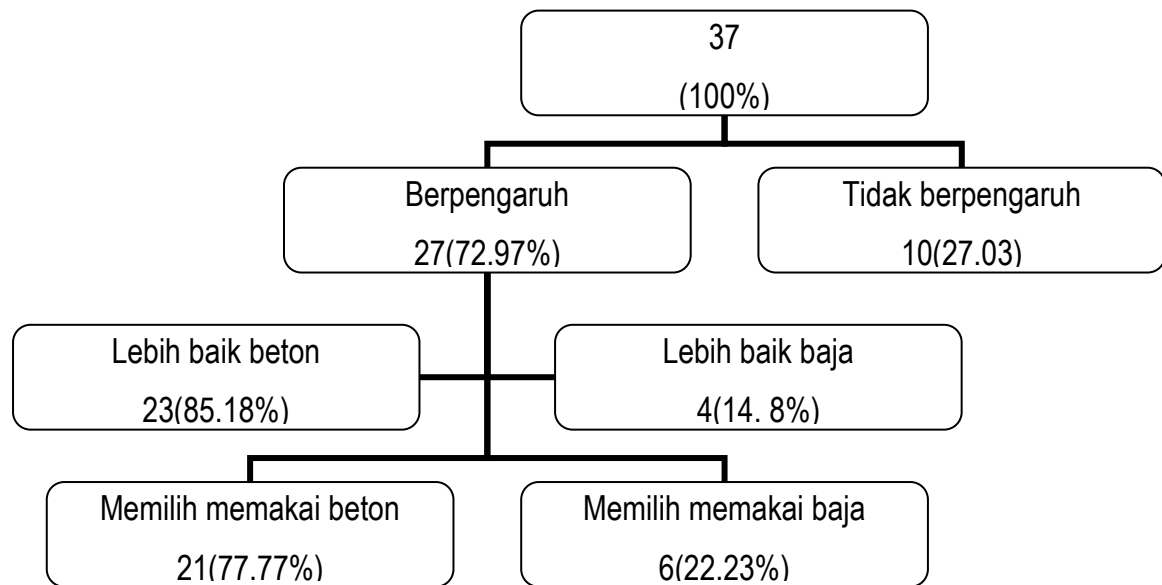 37
(100%)
Berpengaruh
27(72.97%)
Tidak berpengaruh
10(27.03)
Lebih baik beton
23(85.18%)
Lebih baik baja
4(14. 8%)
Memilih memakai beton
21(77.77%)
Memilih memakai baja
6(22.23%)